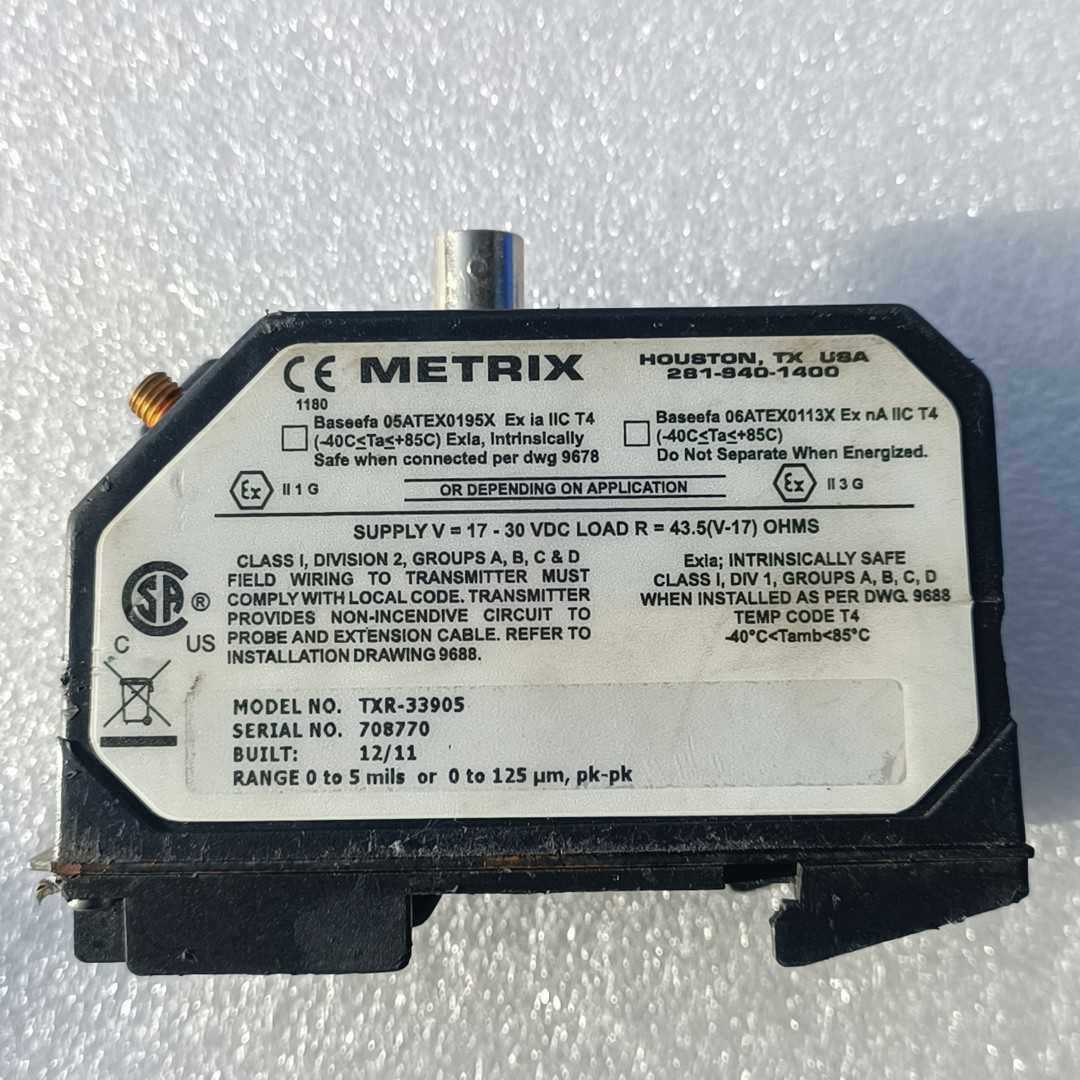 CE METRIX
HOUSTON, TX USA
281-940-1400
1180
Baseefa 05ATEX0195X Ex ia IIC T4
(-40C≤Ta≤+85C) ExIa, Intrinsically
Safe when connected per dwg 9678
Baseefa 06ATEX0113X Ex nA IIC T4
(-40C≤Ta≤+85C)
Do Not Separate When Energized.
Ex II 1 G
OR DEPENDING ON APPLICATION
Ex II 3 G
SUPPLY V = 17 - 30 VDC LOAD R = 43.5(V-17) OHMS
CLASS I, DIVISION 2, GROUPS A, B, C & D
FIELD WIRING TO TRANSMITTER MUST
COMPLY WITH LOCAL CODE. TRANSMITTER
PROVIDES NON-INCENDIVE CIRCUIT TO
PROBE AND EXTENSION CABLE. REFER TO
INSTALLATION DRAWING 9688.
ExIa; INTRINSICALLY SAFE
CLASS I, DIV 1, GROUPS A, B, C, D
WHEN INSTALLED AS PER DWG. 9688
TEMP CODE T4
-40°C<Tamb<85°C
SA ®
C US
MODEL NO. TXR-33905
SERIAL NO. 708770
BUILT: 12/11
RANGE 0 to 5 mils or 0 to 125 µm, pk-pk